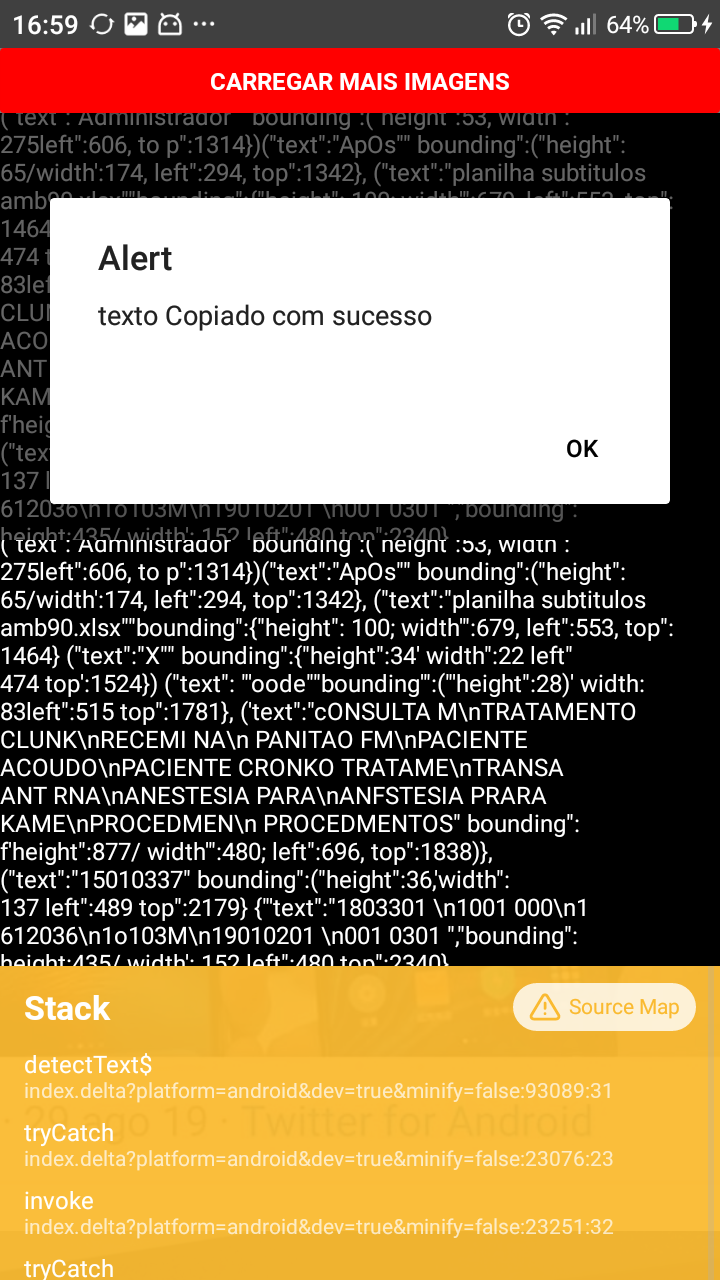 16:59
64%
CARREGAR MAIS IMAGENS
("text": Administrador" "bounding":( height :53, width :
275left":606, to p":1314})("text":"ApOs"" bounding":("height":
65/width':174, left":294, top":1342}, ("text":"planilha subtitulos
amb90.xlsx""bounding":{"height": 100; width"':679, left":553, top":
1464
474 t
83lef
CLUN
ACO
ANT
KAM
f'heig
("tex
137 l
Alert
texto Copiado com sucesso
OK
612036\n1o103M\n19010201 \n001 0301 ","bounding":
height:435/ width': 152 left":480 top":2340}
("text": Administrador" "bounding":( height :53, width :
275left":606, to p":1314})("text":"ApOs"" bounding":("height":
65/width':174, left":294, top":1342}, ("text":"planilha subtitulos
amb90.xlsx""bounding":{"height": 100; width"':679, left":553, top":
1464} ("text":"X"" bounding":{"height":34' width":22 left"
474 top':1524}) ("text": "'oode""bounding"':("'height":28)' width:
83left":515 top":1781}, ('text":"cONSULTA M\nTRATAMENTO
CLUNK\nRECEMI NA\n PANITAO FM\nPACIENTE
ACOUDO\nPACIENTE CRONKO TRATAME\nTRANSA
ANT RNA\nANESTESIA PARA\nANFSTESIA PRARA
KAME\nPROCEDMEN\n PROCEDMENTOS" bounding":
f'height":877/ width"':480; left":696, top":1838)},
("text":"15010337" bounding":("height":36,'width":
137 left":489 top":2179} {"'text":"1803301 \n1001 000\n1
612036\n1o103M\n19010201 \n001 0301 ","bounding":
height:435/ width': 152 left":480 top":2340}
Stack
Source Map
detectText$
index.delta?platform=android&dev=true&minify=false:93089:31
29 ago 19 · Twitter for Android
tryCatch
index.delta?platform=android&dev=true&minify=false:23076:23
invoke
index.delta?platform=android&dev=true&minify=false:23251:32
tryCatch